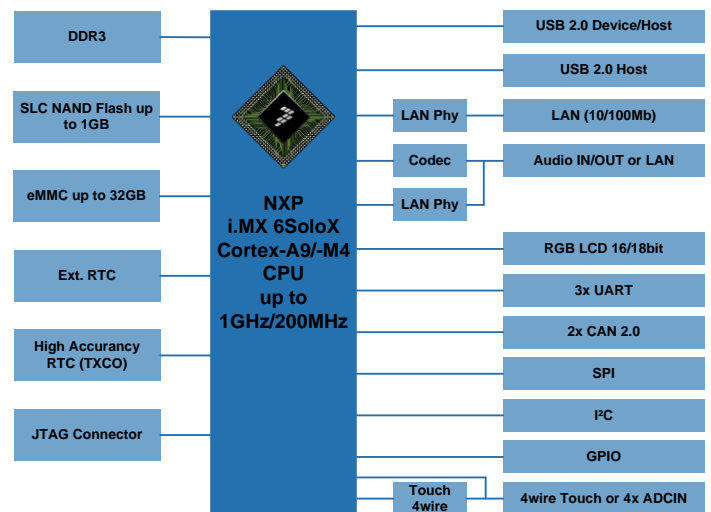 DDR3
SLC NAND Flash up
to 1GB
eMMC up to 32GB
Ext. RTC
High Accurancy
RTC (TXCO)
JTAG Connector
NXP
i.MX 6SoloX
Cortex-A9/-M4
CPU
up to
1GHz/200MHz
LAN Phy
Codec
LAN Phy
Touch
4wire
USB 2.0 Device/Host
USB 2.0 Host
LAN (10/100Mb)
Audio IN/OUT or LAN
RGB LCD 16/18bit
3x UART
2x CAN 2.0
SPI
I²C
GPIO
4wire Touch or 4x ADCIN